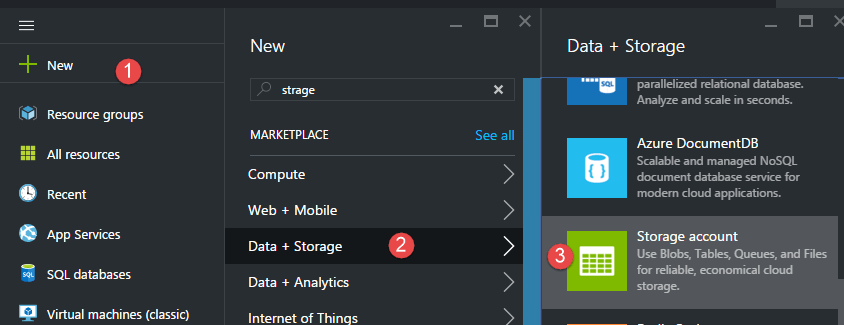 New
1
Resource groups
All resources
Recent
App Services
SQL
SQL databases
Virtual machines (classic)
New
strage
MARKETPLACE
See all
Compute
Web + Mobile
Data + Storage
2
Data + Analytics
Internet of Things
Data + Storage
SQL
parallelized relational database.
Analyze and scale in seconds.
Azure DocumentDB
Scalable and managed NoSQL
document database service for
modern cloud applications.
3
Storage account
Use Blobs, Tables, Queues, and Files
for reliable, economical cloud
storage.